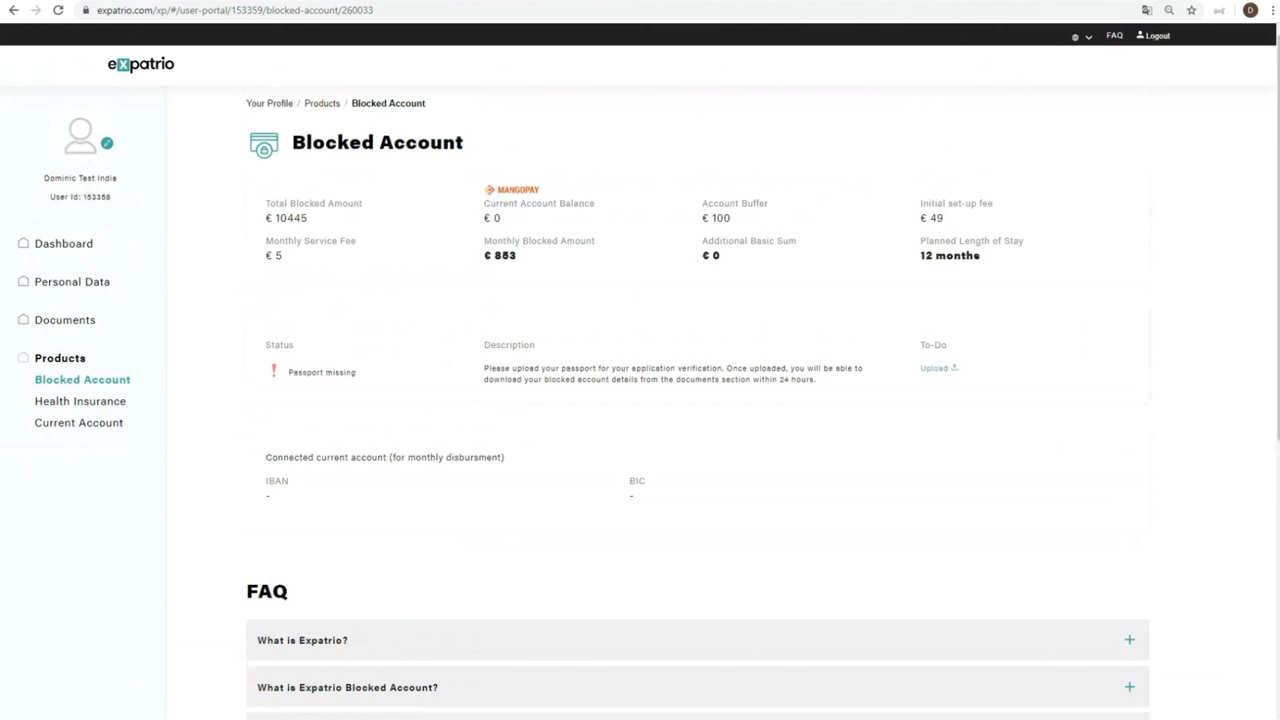 expatrio.com/xp/#/user-portal/153359/blocked-account/260033
D
FAQ Logout
expatrio
Your Profile / Products / Blocked Account
Blocked Account
Dominic Test India
User Id: 153359
Dashboard
Personal Data
Documents
Products
Blocked Account
Health Insurance
Current Account
MANGOPAY
Total Blocked Amount Current Account Balance Account Buffer Initial set-up fee
€ 10445 € 0 € 100 € 49
Monthly Service Fee Monthly Blocked Amount Additional Basic Sum Planned Length of Stay
€ 5 € 853 € 0 12 months
Status Description To-Do
Passport missing
Please upload your passport for your application verification. Once uploaded, you will be able to
download your blocked account details from the documents section within 24 hours.
Upload
Connected current account (for monthly disbursment)
IBAN BIC
- -
FAQ
What is Expatrio? +
What is Expatrio Blocked Account? +